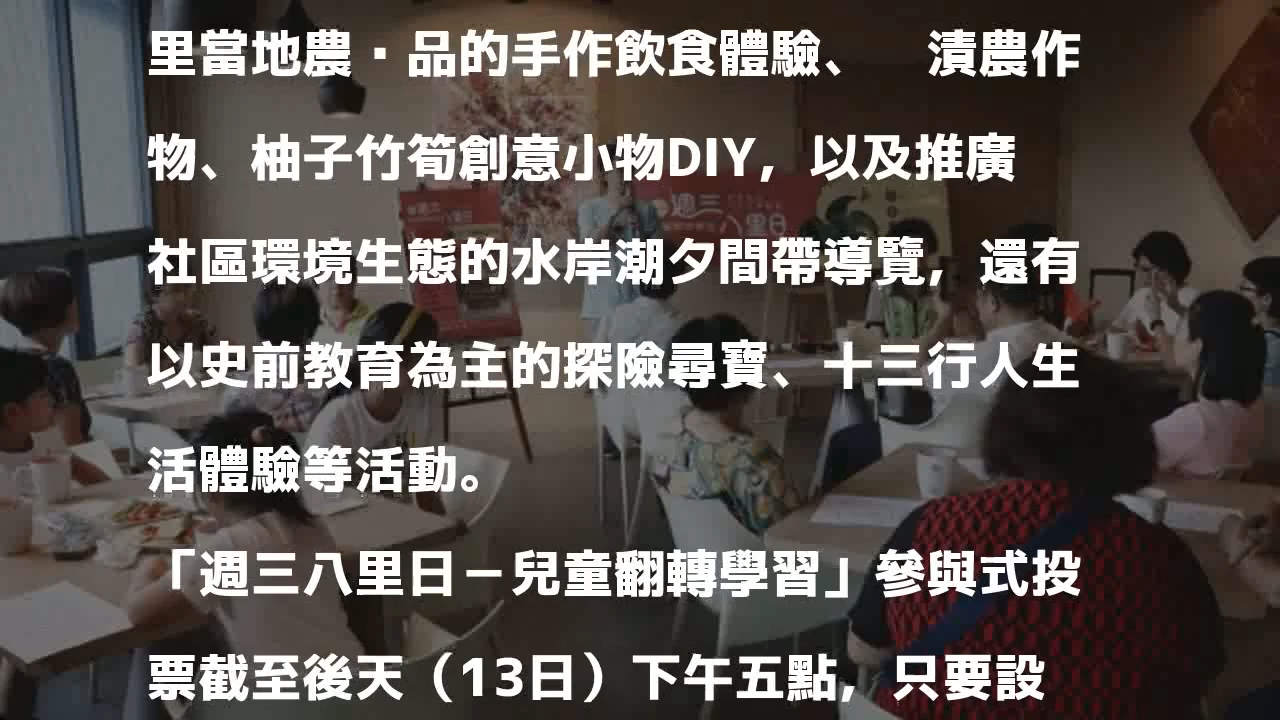 里當地農·品的手作飲食體驗、　漬農作
物、柚子竹筍創意小物DIY，以及推廣
社區環境生態的水岸潮夕間帶導覽，還有
以史前教育為主的探險尋寶、十三行人生
活體驗等活動。
「週三八里日－兒童翻轉學習」參與式投
票截至後天（13日）下午五點，只要設
週三
八里日